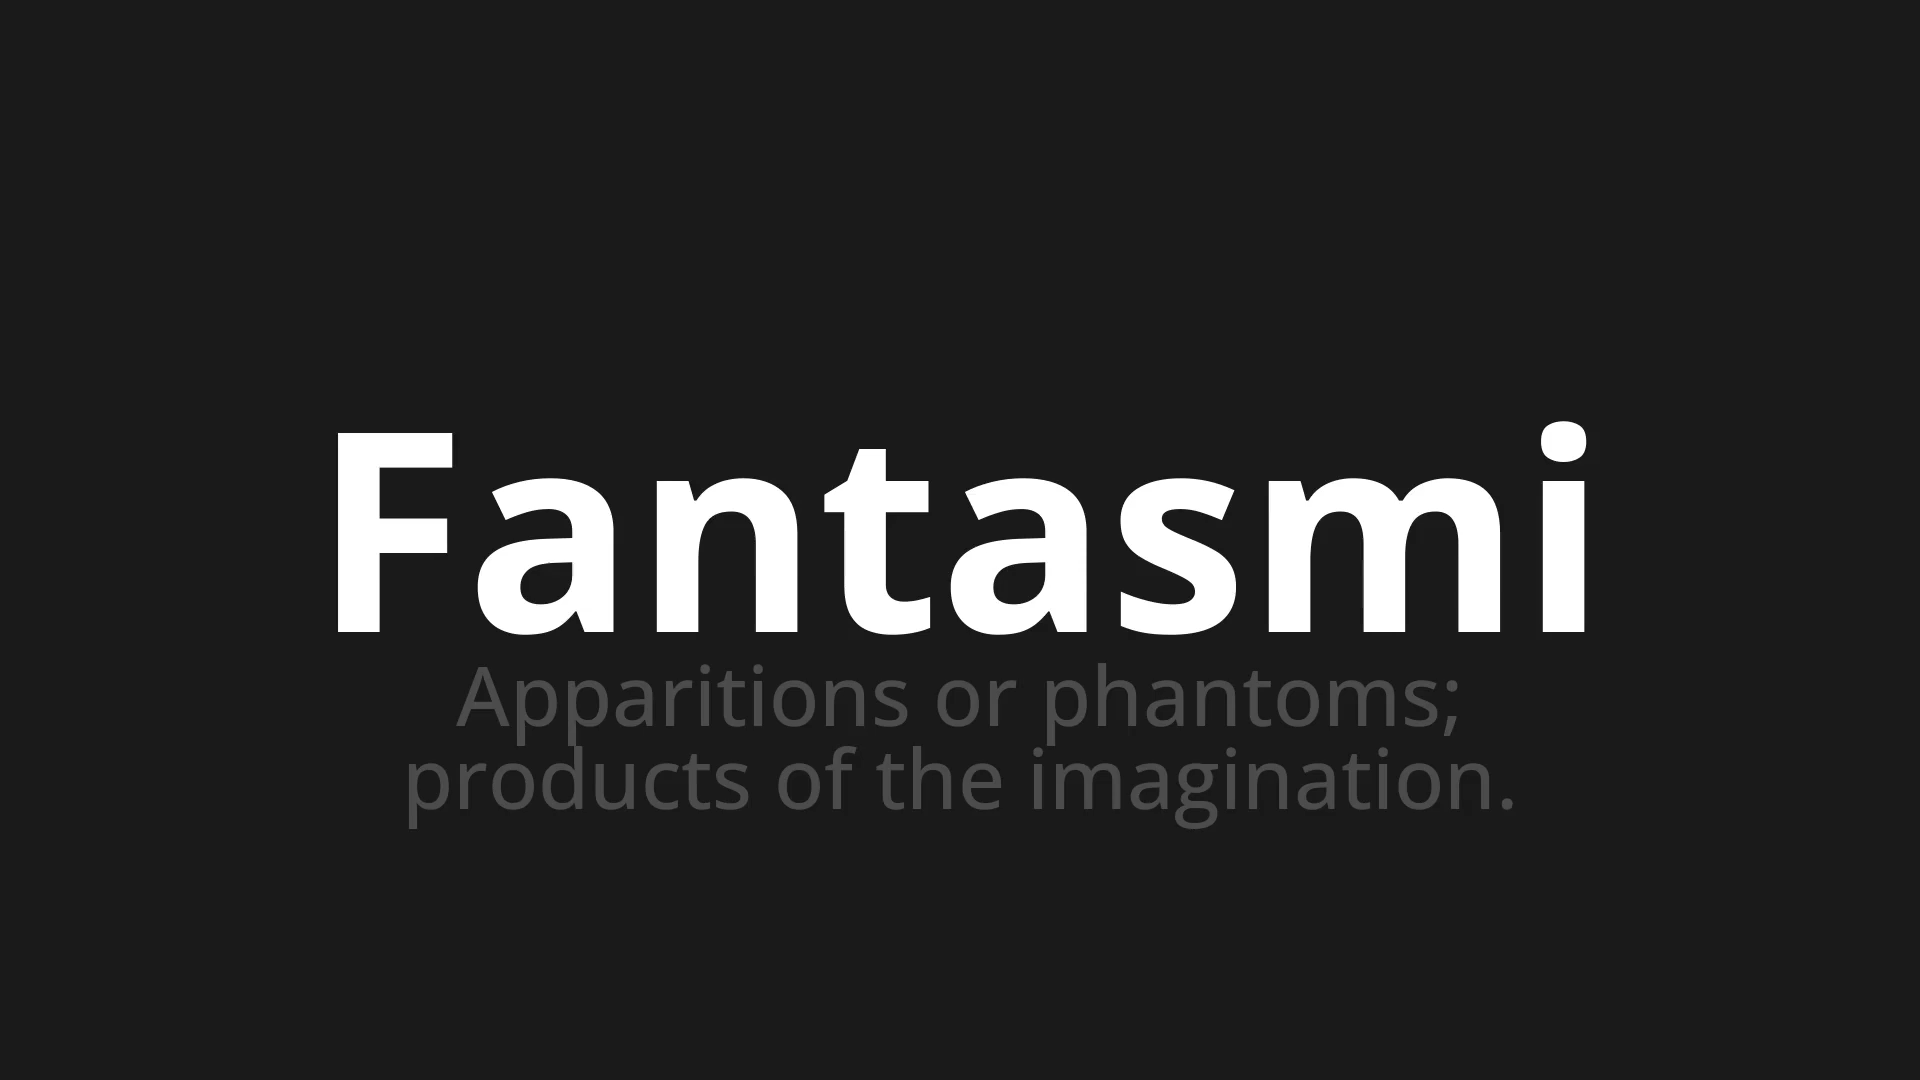 Fantasmi
Apparitions or phantoms;
products of the imagination.